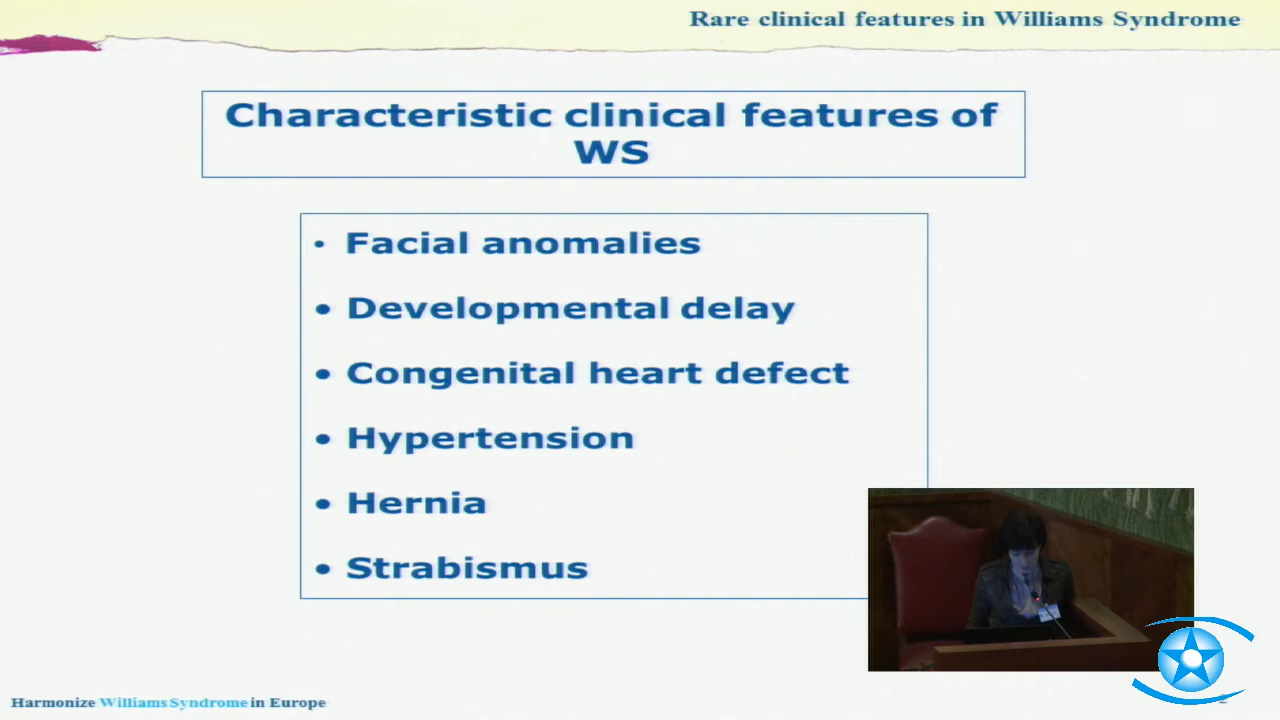 Rare clinical features in Williams Syndrome
Characteristic clinical features of
WS
• Facial anomalies
• Developmental delay
• Congenital heart defect
• Hypertension
• Hernia
• Strabismus
Harmonize Williams Syndrome in Europe